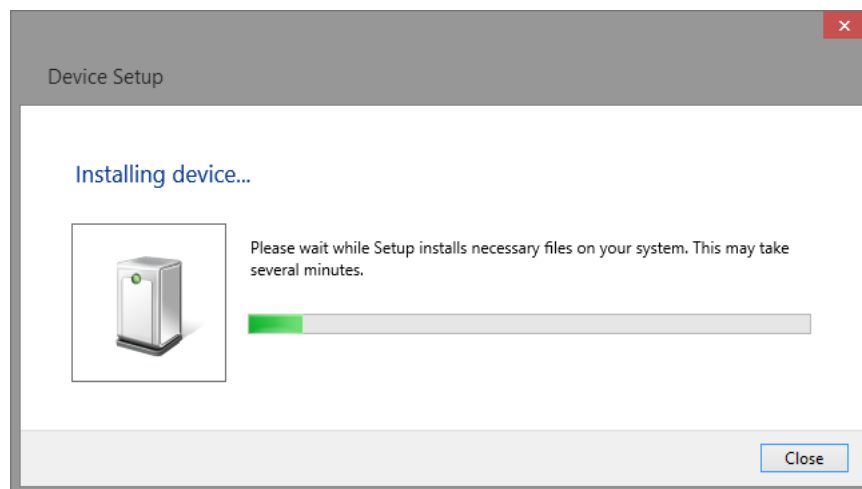 Device Setup
Installing device...
Please wait while Setup installs necessary files on your system. This may take
several minutes.
Close